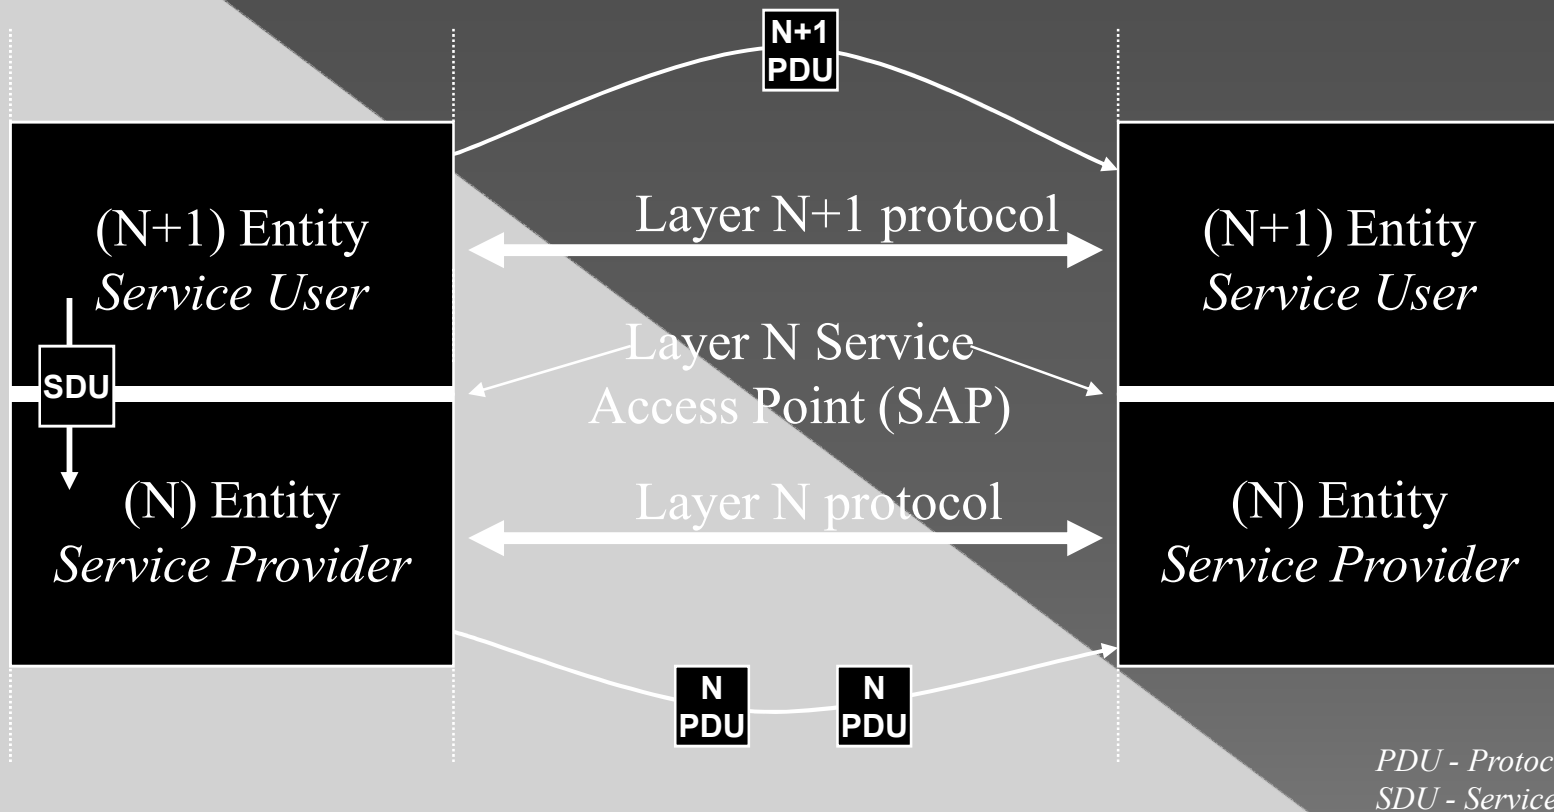 N+1
PDU
(N+1) Entity
Service User
Layer N+1 protocol
(N+1) Entity
Service User
Layer N Service
Access Point (SAP)
SDU
(N) Entity
Service Provider
Layer N protocol
(N) Entity
Service Provider
N
PDU
N
PDU
PDU - Protoc
SDU - Service